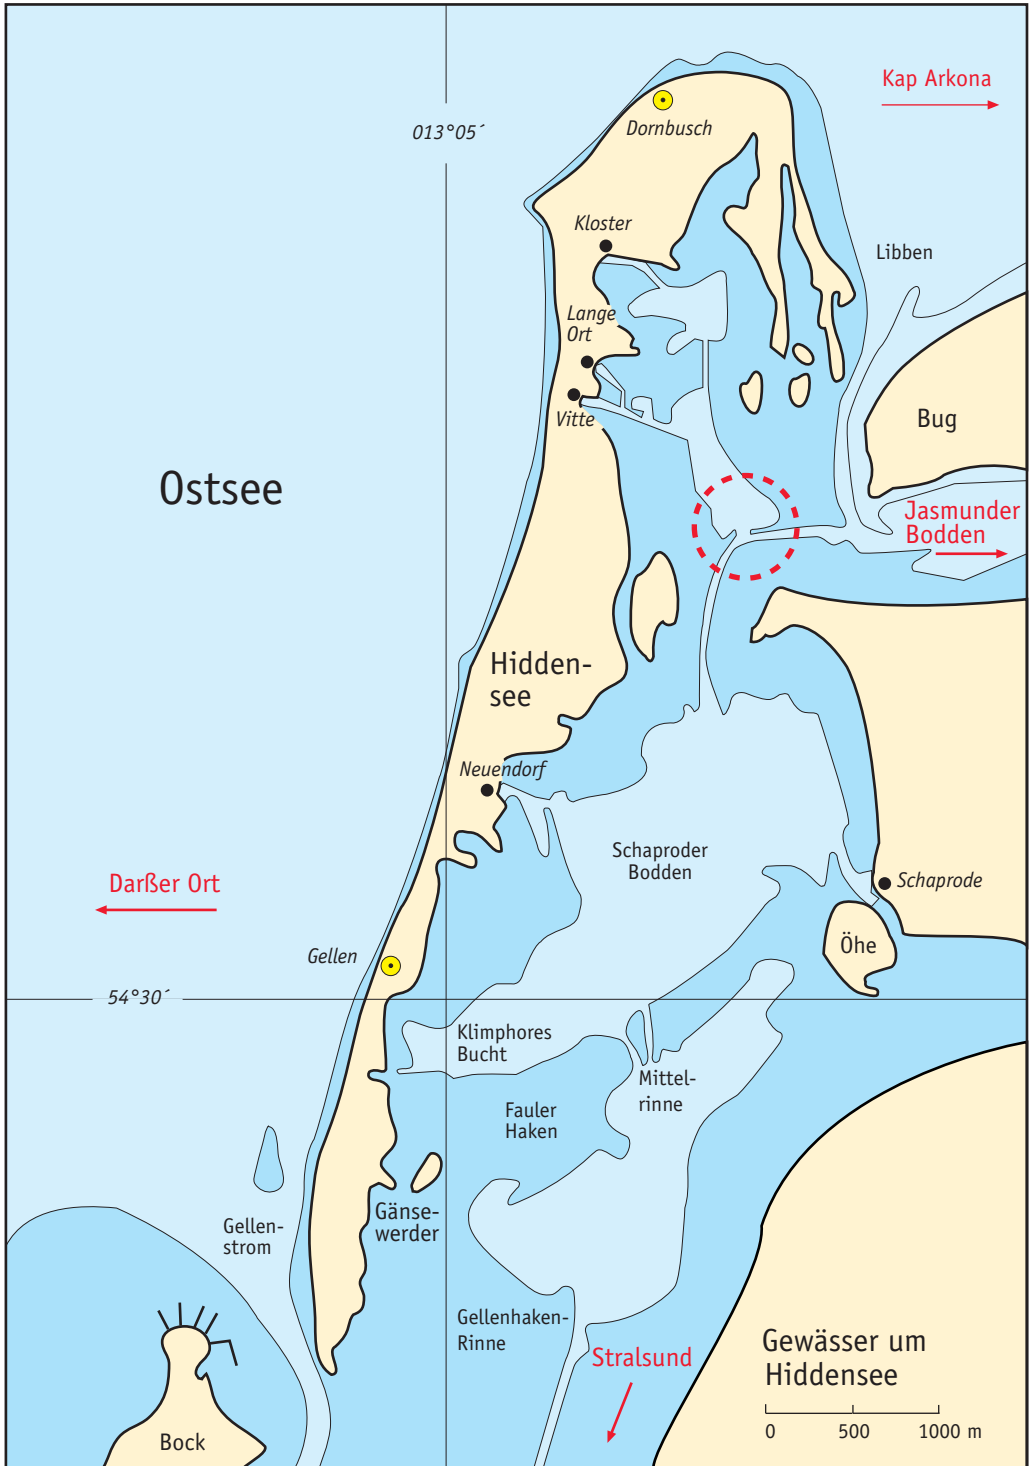 Kap Arkona
013°05´
Dornbusch
Kloster
Libben
Lange
Ort
Vitte
Bug
Ostsee
Jasmunder
Bodden
Hidden-
see
Neuendorf
Schaproder
Bodden
Darßer Ort
Schaprode
Gellen
Öhe
54°30´
Klimphores
Bucht
Mittel-
rinne
Fauler
Haken
Gänse-
werder
Gellen-
strom
Gellenhaken-
Rinne
Stralsund
Gewässer um
Hiddensee
0 500 1000 m
Bock